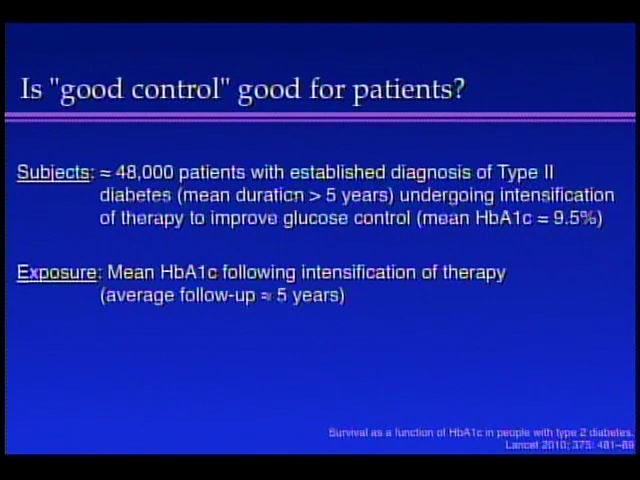 Is "good control" good for patients?
Subjects: ≈ 48,000 patients with established diagnosis of Type II
diabetes (mean duration > 5 years) undergoing intensification
of therapy to improve glucose control (mean HbA1c ≈ 9.5%)
Exposure: Mean HbA1c following intensification of therapy
(average follow-up ≈ 5 years)
Survival as a function of HbA1c in people with type 2 diabetes.
Lancet 2010; 375: 481–89